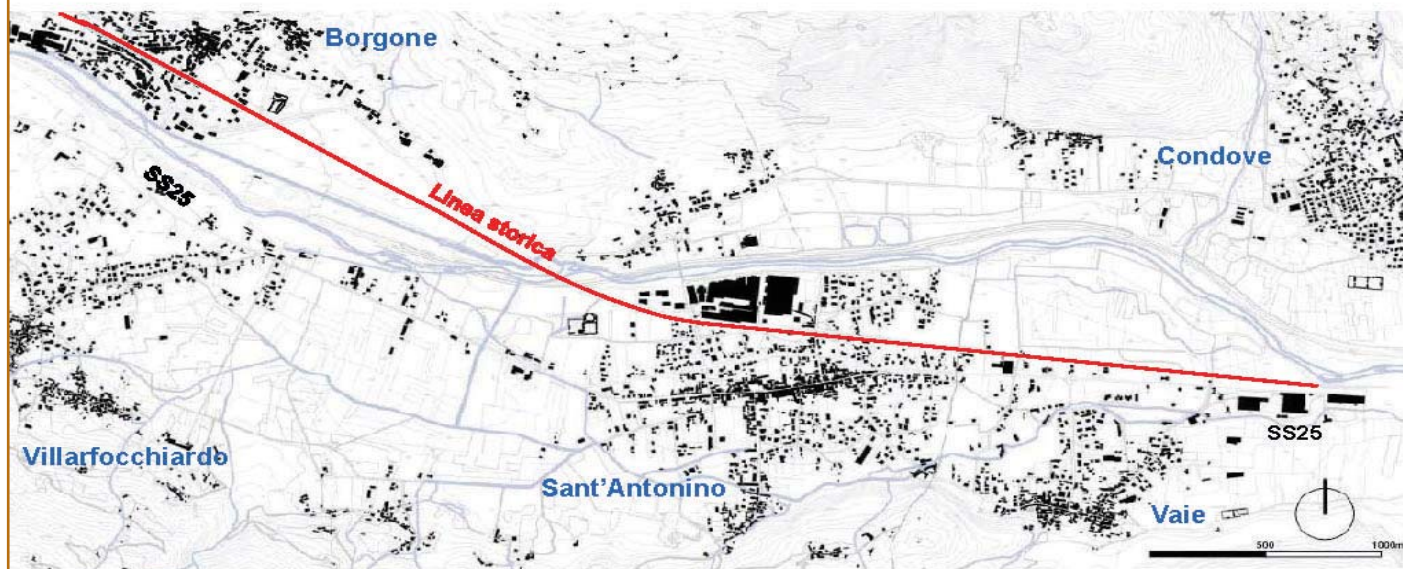 Borgone
Condove
SS25
Linea storica
Villarfocchiardo
Sant'Antonino
SS25
Vaie
500
1000m